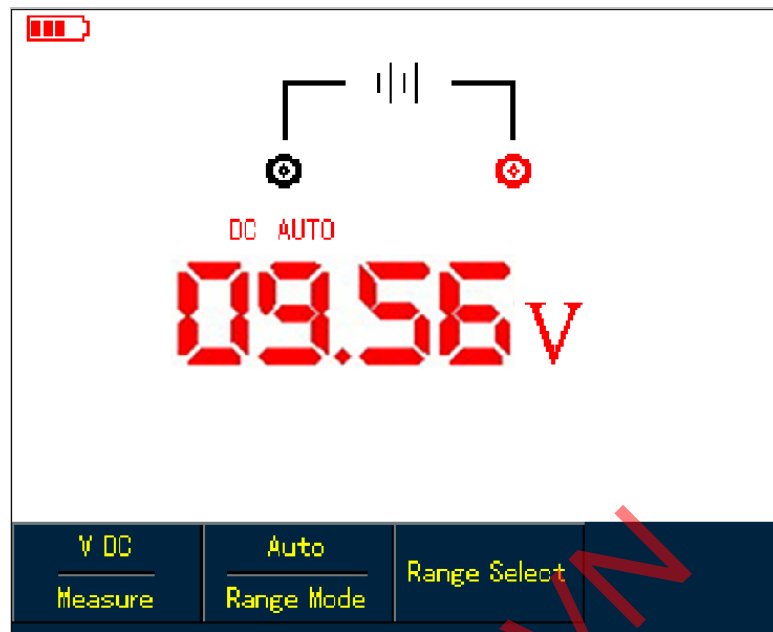 DC AUTO
09.56 V
V DC
Measure
Auto
Range Mode
Range Select